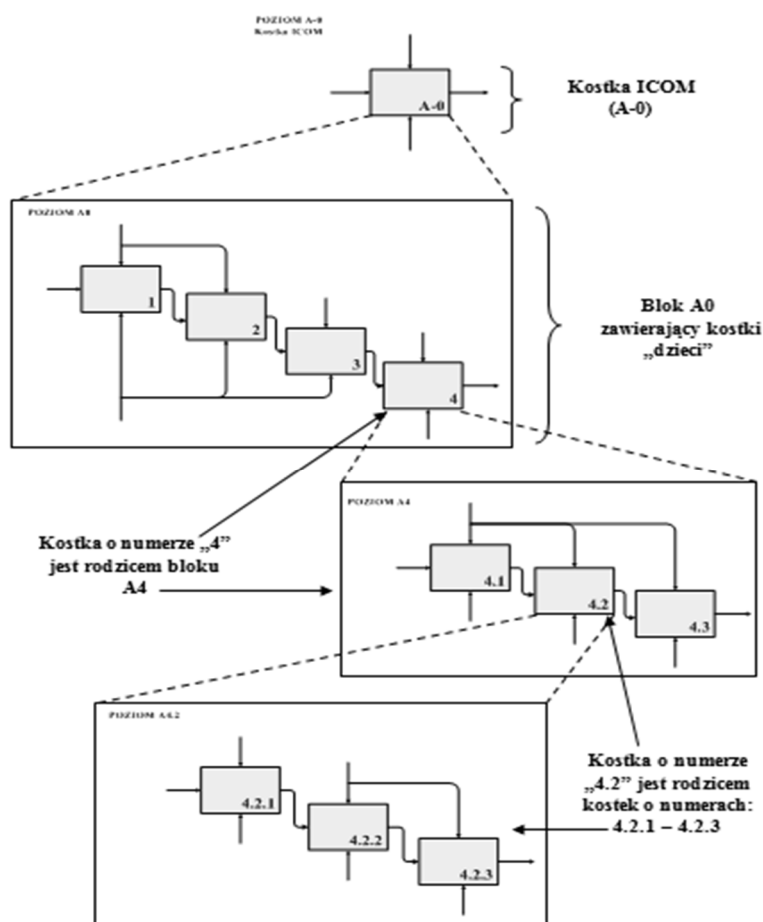 POZIOM A-0
Kostka ICOM
A-0
Kostka ICOM
(A-0)
POZIOM A0
1
2
3
4
Blok A0
zawierający kostki
„dzieci”
Kostka o numerze „4”
jest rodzicem bloku
A4
POZIOM A4
4.1
4.2
4.3
POZIOM A4.2
4.2.1
4.2.2
4.2.3
Kostka o numerze
„4.2” jest rodzicem
kostek o numerach:
4.2.1 – 4.2.3